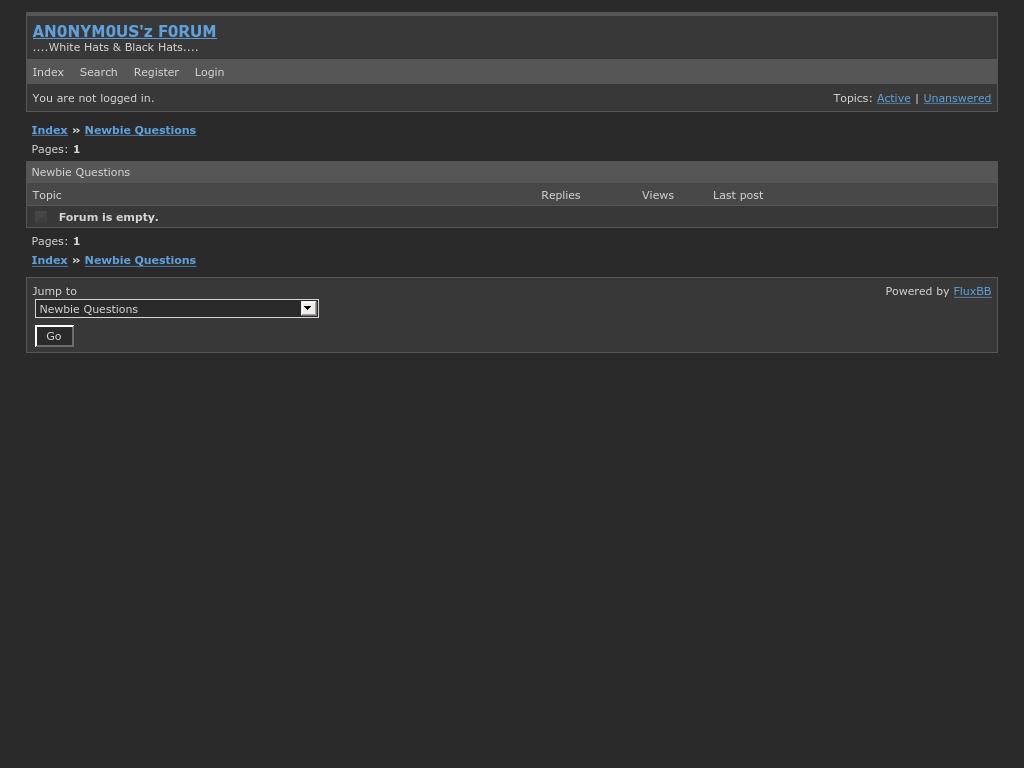 AN0NYM0US'z F0RUM
....White Hats & Black Hats....
Index Search Register Login
You are not logged in. Topics: Active | Unanswered
Index » Newbie Questions
Pages: 1
Newbie Questions
Topic Replies Views Last post
Forum is empty.
Pages: 1
Index » Newbie Questions
Jump to Powered by FluxBB
Newbie Questions
Go